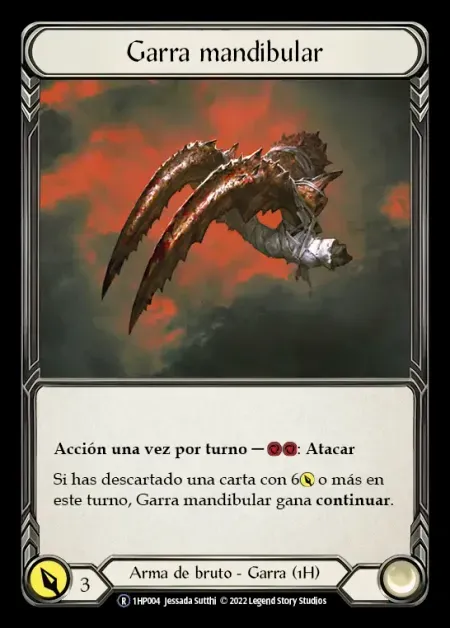 Garra mandibular
Acción una vez por turno — : Atacar
Si has descartado una carta con 6 o más en
este turno, Garra mandibular gana continuar.
3
Arma de bruto - Garra (1H)
R 1HP004 Jessada Sutthi © 2022 Legend Story Studios